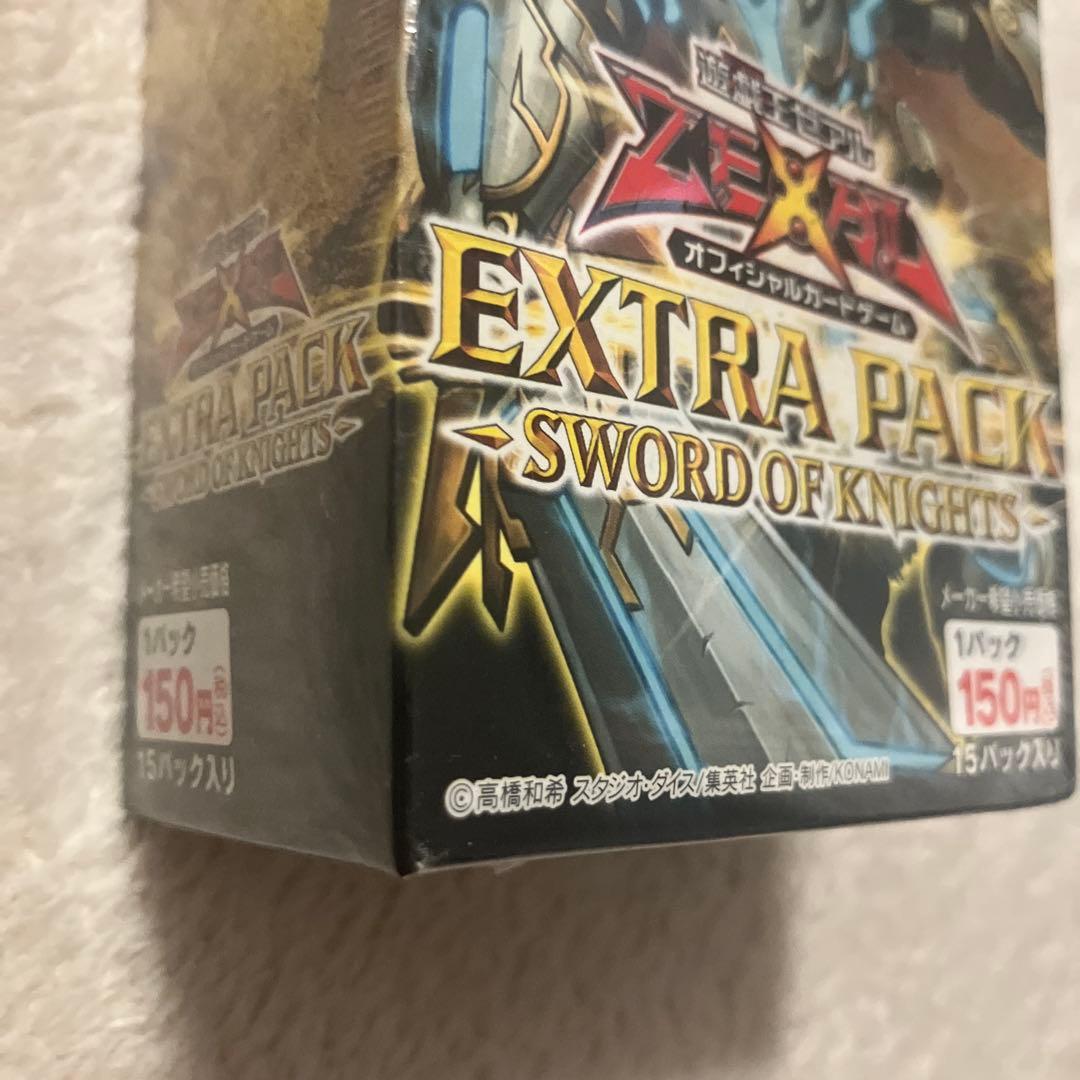 遊戯王ゼアル
ZEXAL
オフィシャルカードゲーム
EXTRA PACK
-SWORD OF KNIGHTS-
メーカー希望小売価格
1パック
150円(税込)
15パック入り
©高橋和希 スタジオ・ダイス/集英社 企画・制作/KONAMI
ZEXAL
EXTRA PACK
-SWORD OF KNIGHTS-
メーカー希望小売価格
1パック
150円(税込)
15パック入り